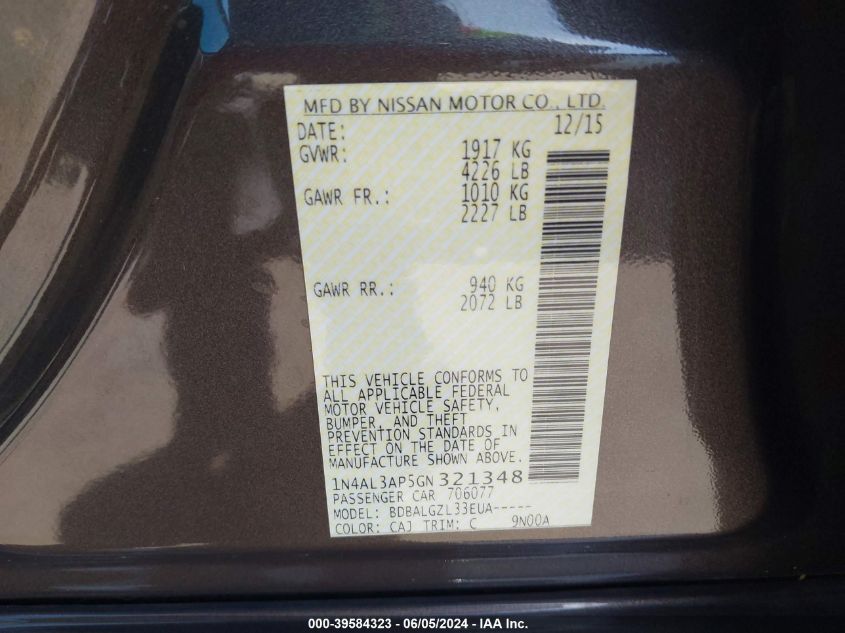 MFD BY NISSAN MOTOR CO., LTD.
DATE: 12/15
GVWR: 1917 KG
4226 LB
GAWR FR.: 1010 KG
2227 LB
GAWR RR.: 940 KG
2072 LB
THIS VEHICLE CONFORMS TO
ALL APPLICABLE FEDERAL
MOTOR VEHICLE SAFETY,
BUMPER, AND THEFT
PREVENTION STANDARDS IN
EFFECT ON THE DATE OF
MANUFACTURE SHOWN ABOVE.
1N4AL3AP5GN321348
PASSENGER CAR 706077
MODEL: BDBALGZL33EUA-----
COLOR: CAJ TRIM: C 9N00A
000-39584323 - 06/05/2024 - IAA Inc.